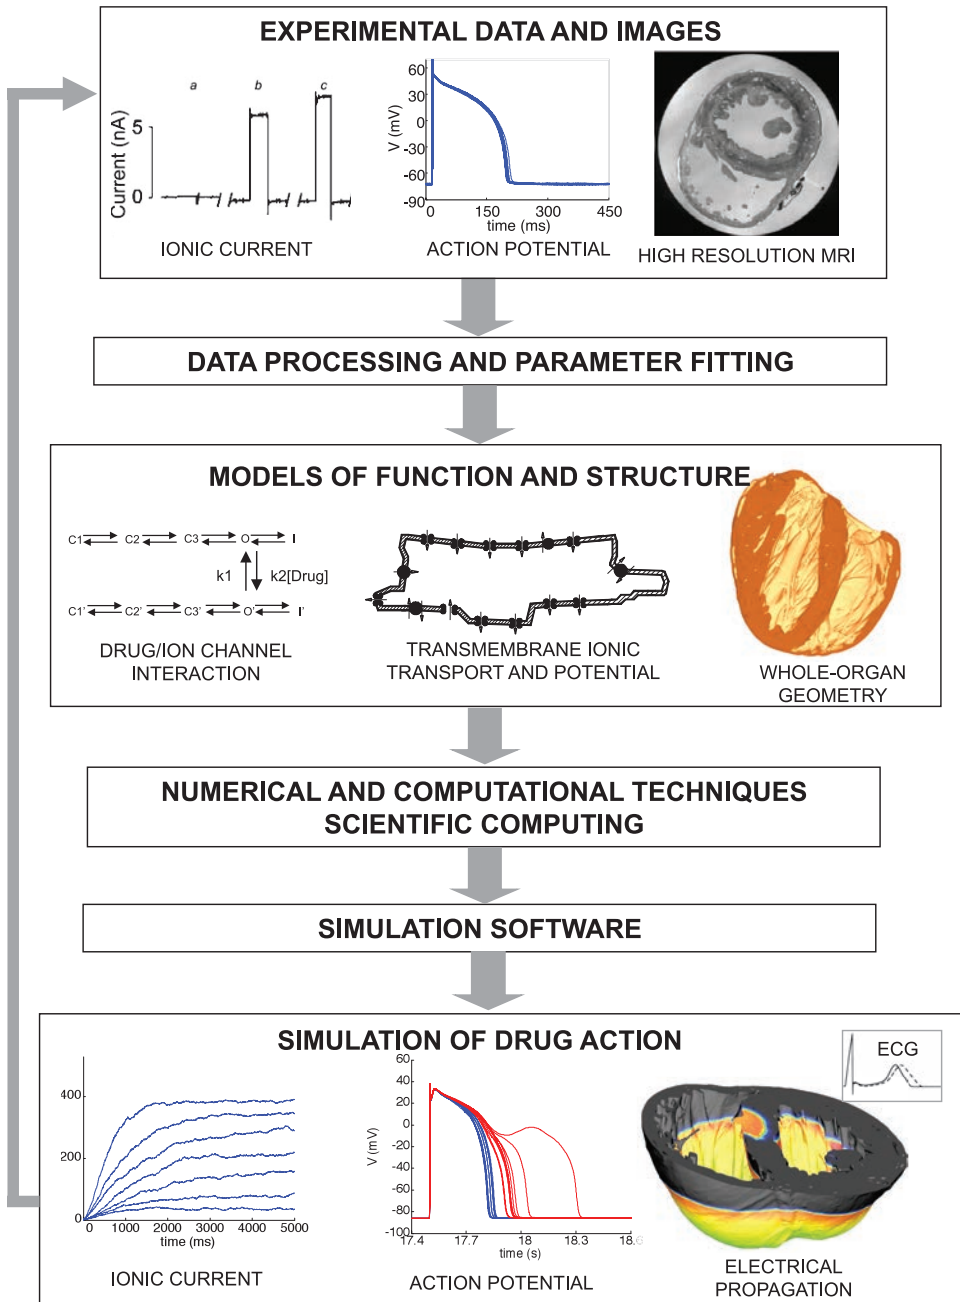 EXPERIMENTAL DATA AND IMAGES
a b c
Current (nA)
5
0
IONIC CURRENT
V (mV)
60
30
0
-30
-60
-90
0 150 300 450
time (ms)
ACTION POTENTIAL
HIGH RESOLUTION MRI
DATA PROCESSING AND PARAMETER FITTING
MODELS OF FUNCTION AND STRUCTURE
C1 C2 C3 O I
k1 k2[Drug]
C1' C2' C3' O' I'
DRUG/ION CHANNEL
INTERACTION
TRANSMEMBRANE IONIC
TRANSPORT AND POTENTIAL
WHOLE-ORGAN
GEOMETRY
NUMERICAL AND COMPUTATIONAL TECHNIQUES
SCIENTIFIC COMPUTING
SIMULATION SOFTWARE
SIMULATION OF DRUG ACTION
400
200
0
0 1000 2000 3000 4000 5000
time (ms)
IONIC CURRENT
V (mV)
60
40
20
0
-20
-40
-60
-80
-100
17.4 17.7 18 18.3 18.6
time (s)
ACTION POTENTIAL
ECG
ELECTRICAL
PROPAGATION